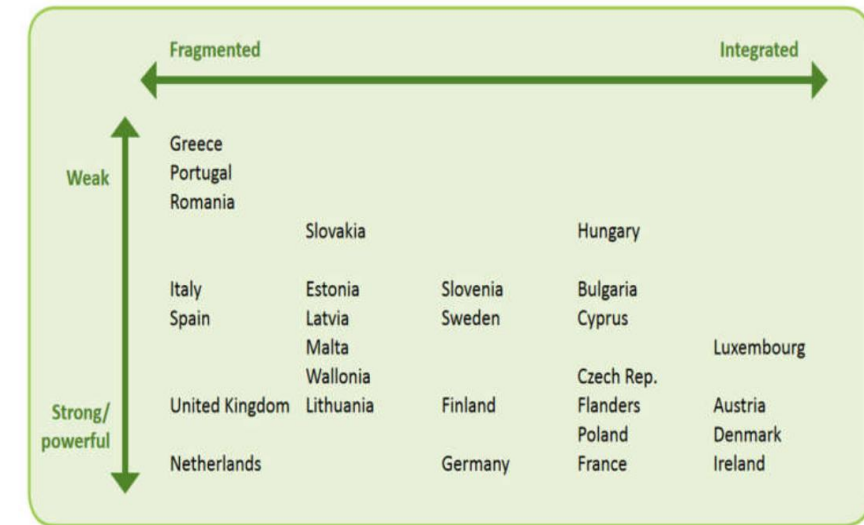 Fragmented Integrated
Greece
Weak Portugal
Romania
Slovakia Hungary
Italy Estonia Slovenia Bulgaria
Spain Latvia Sweden Cyprus
Malta Luxembourg
Wallonia Czech Rep.
Strong/ United Kingdom Lithuania Finland Flanders Austria
powerful Poland Denmark
Netherlands Germany France Ireland